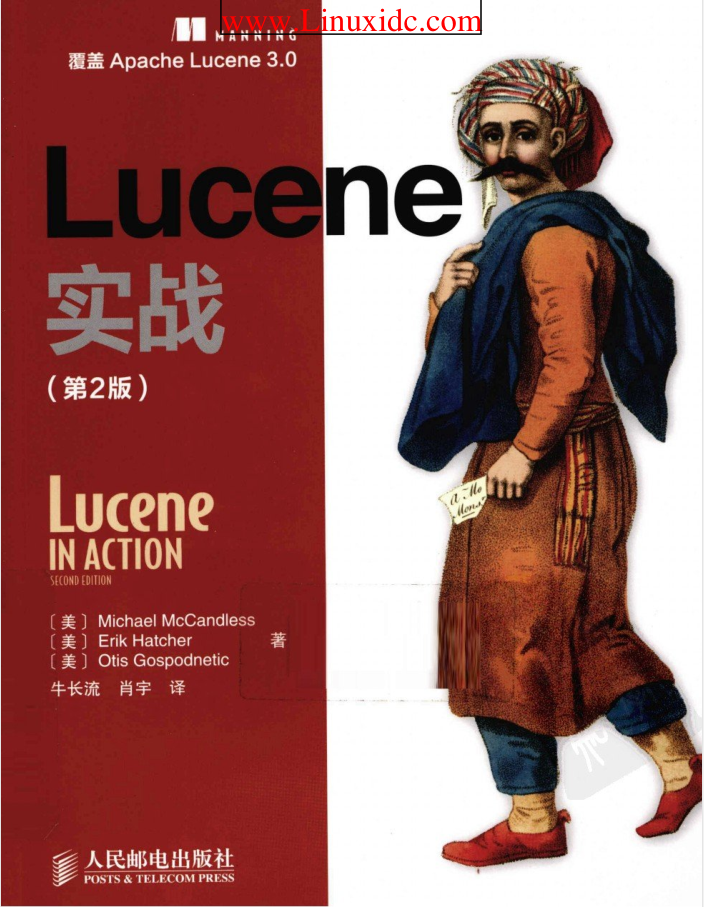 www.Linuxidc.com
MANNING
覆盖 Apache Lucene 3.0
Lucene
实战
（第2版）
Lucene
IN ACTION
SECOND EDITION
〔美〕Michael McCandless
〔美〕Erik Hatcher 著
〔美〕Otis Gospodnetic
牛长流 肖宇 译
a Mo
Mons
人民邮电出版社
POSTS & TELECOM PRESS